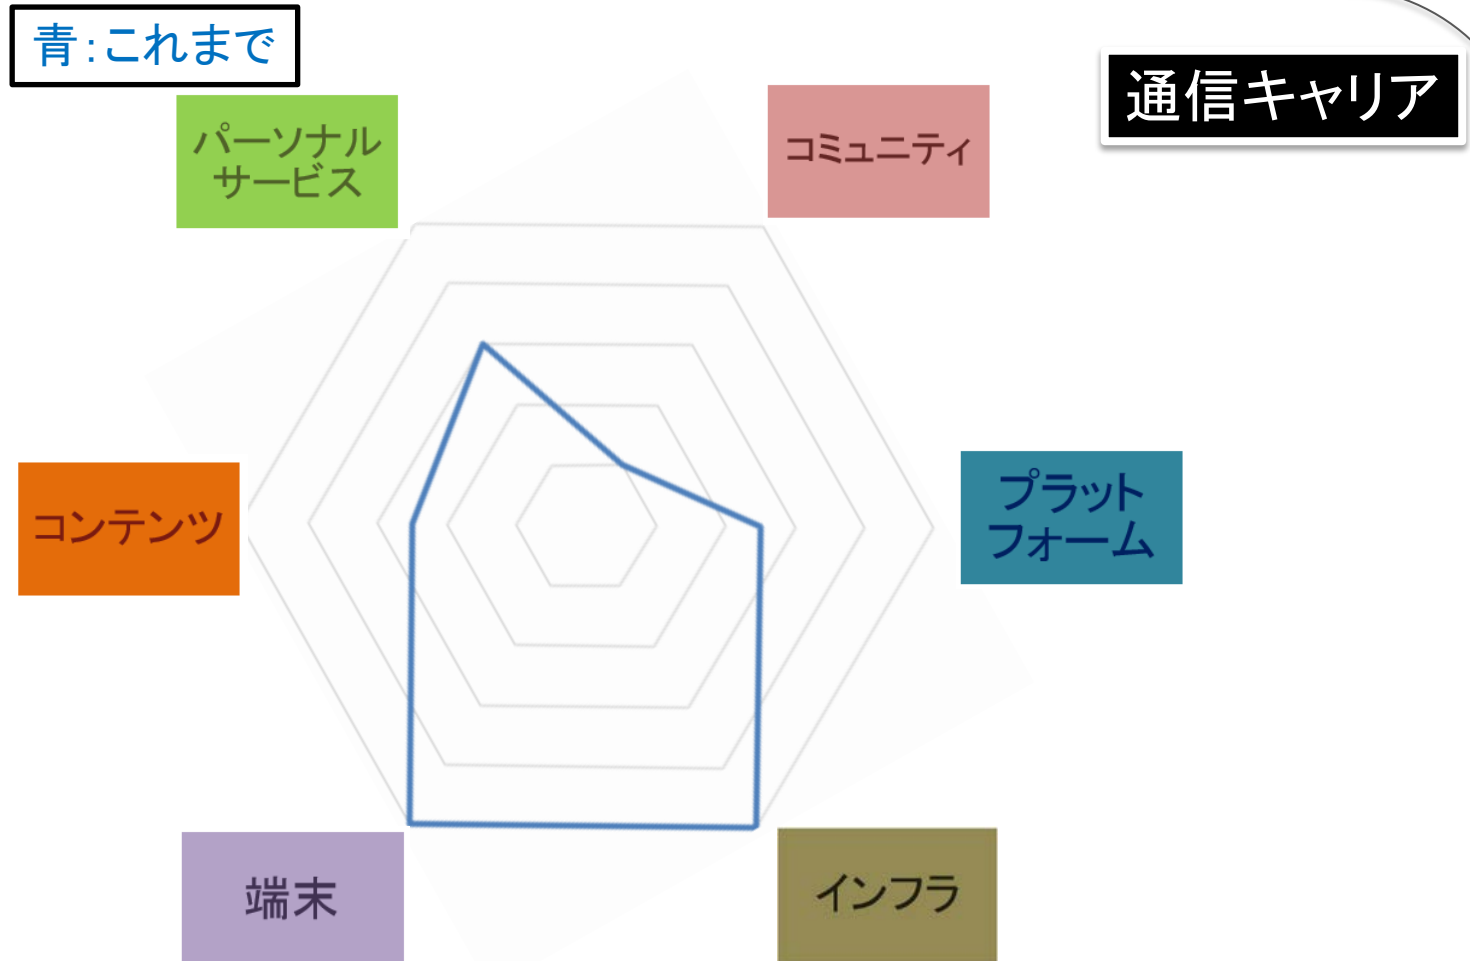 青:これまで
通信キャリア
パーソナル
サービス
コミュニティ
コンテンツ
プラット
フォーム
端末
インフラ